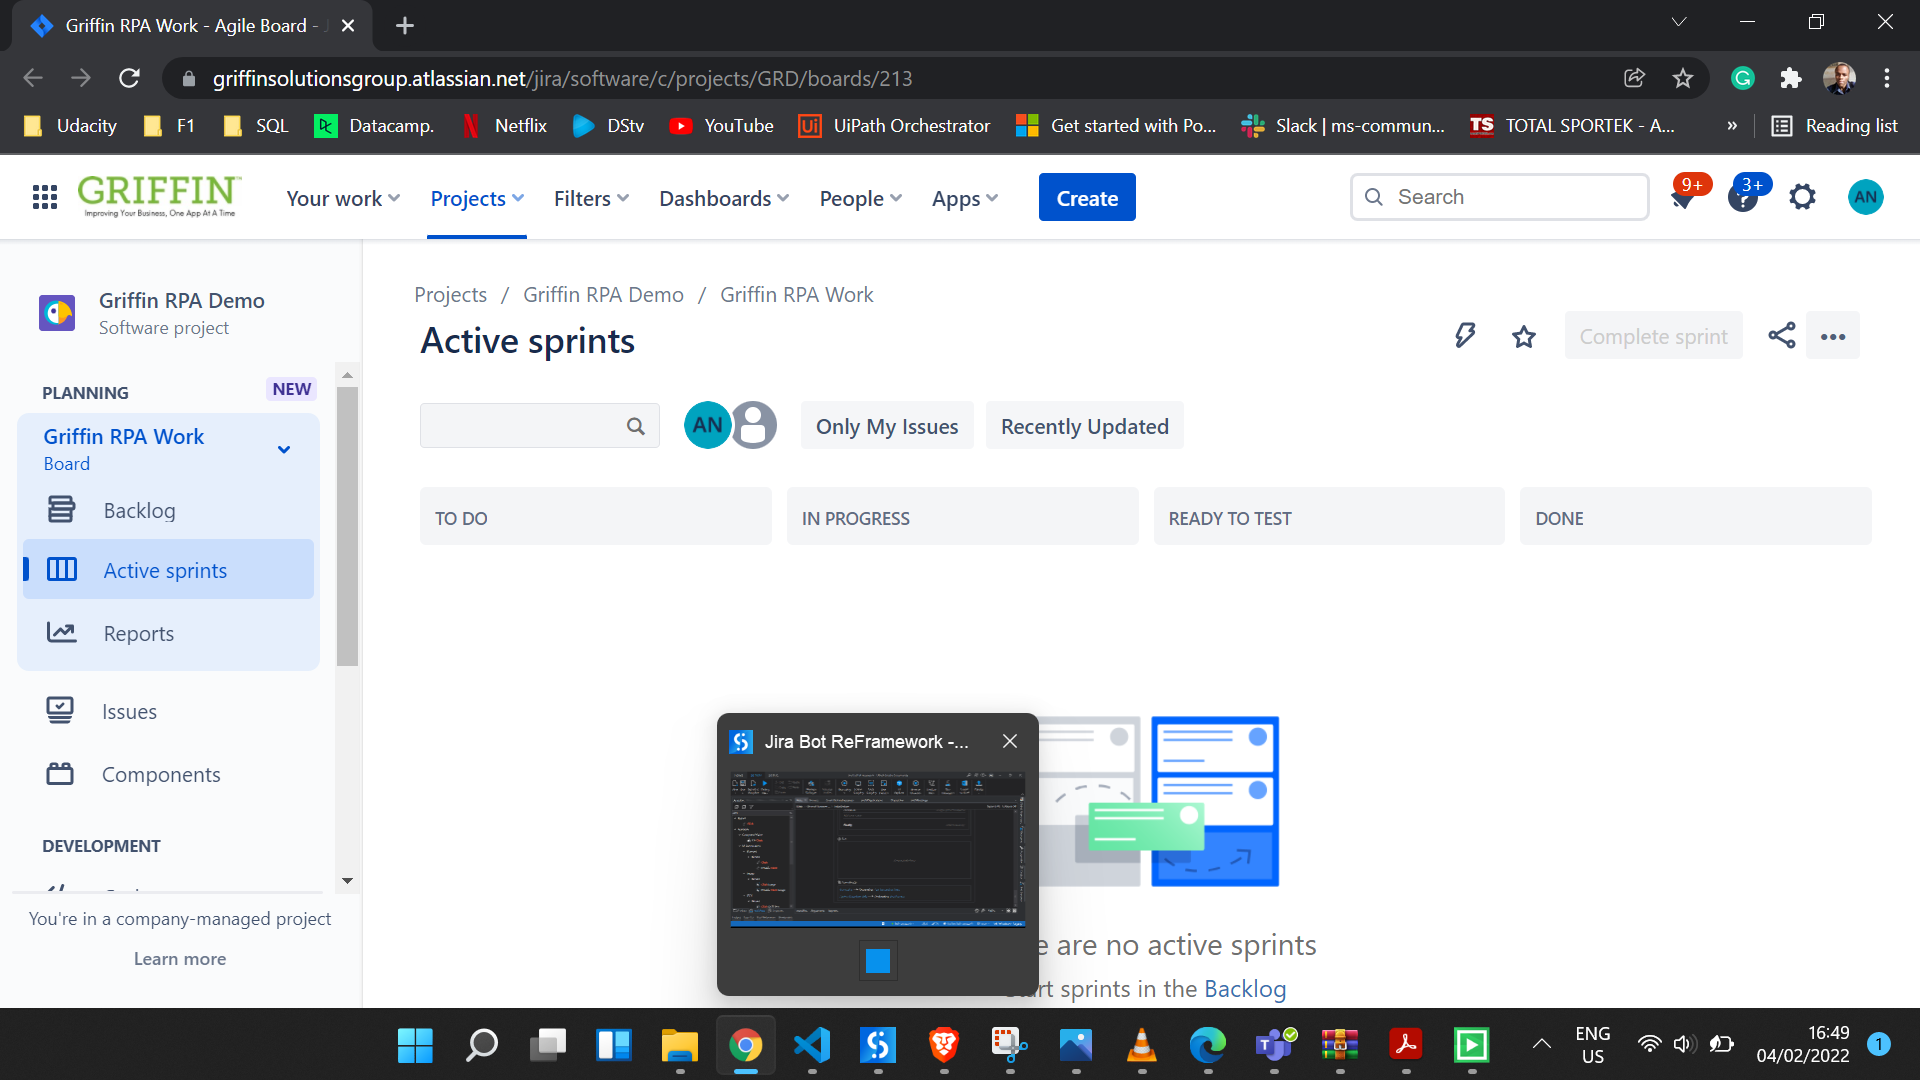 Griffin RPA Work - Agile Board -
griffinsolutionsgroup.atlassian.net/jira/software/c/projects/GRD/boards/213
Udacity F1 SQL Datacamp. Netflix DStv YouTube UiPath Orchestrator Get started with Po... Slack | ms-commun... TS TOTAL SPORTEK - A... » Reading list
GRIFFIN
Improving Your Business, One App At A Time
Your work Projects Filters Dashboards People Apps Create Search 9+ 3+ AN
Griffin RPA Demo
Software project
PLANNING NEW
Griffin RPA Work
Board
Backlog
Active sprints
Reports
Issues
Components
DEVELOPMENT
You're in a company-managed project
Learn more
Projects / Griffin RPA Demo / Griffin RPA Work
Active sprints
Complete sprint
AN Only My Issues Recently Updated
TO DO IN PROGRESS READY TO TEST DONE
Jira Bot ReFramework -...
are no active sprints
sprints in the Backlog
ENG
US
16:49
04/02/2022
1